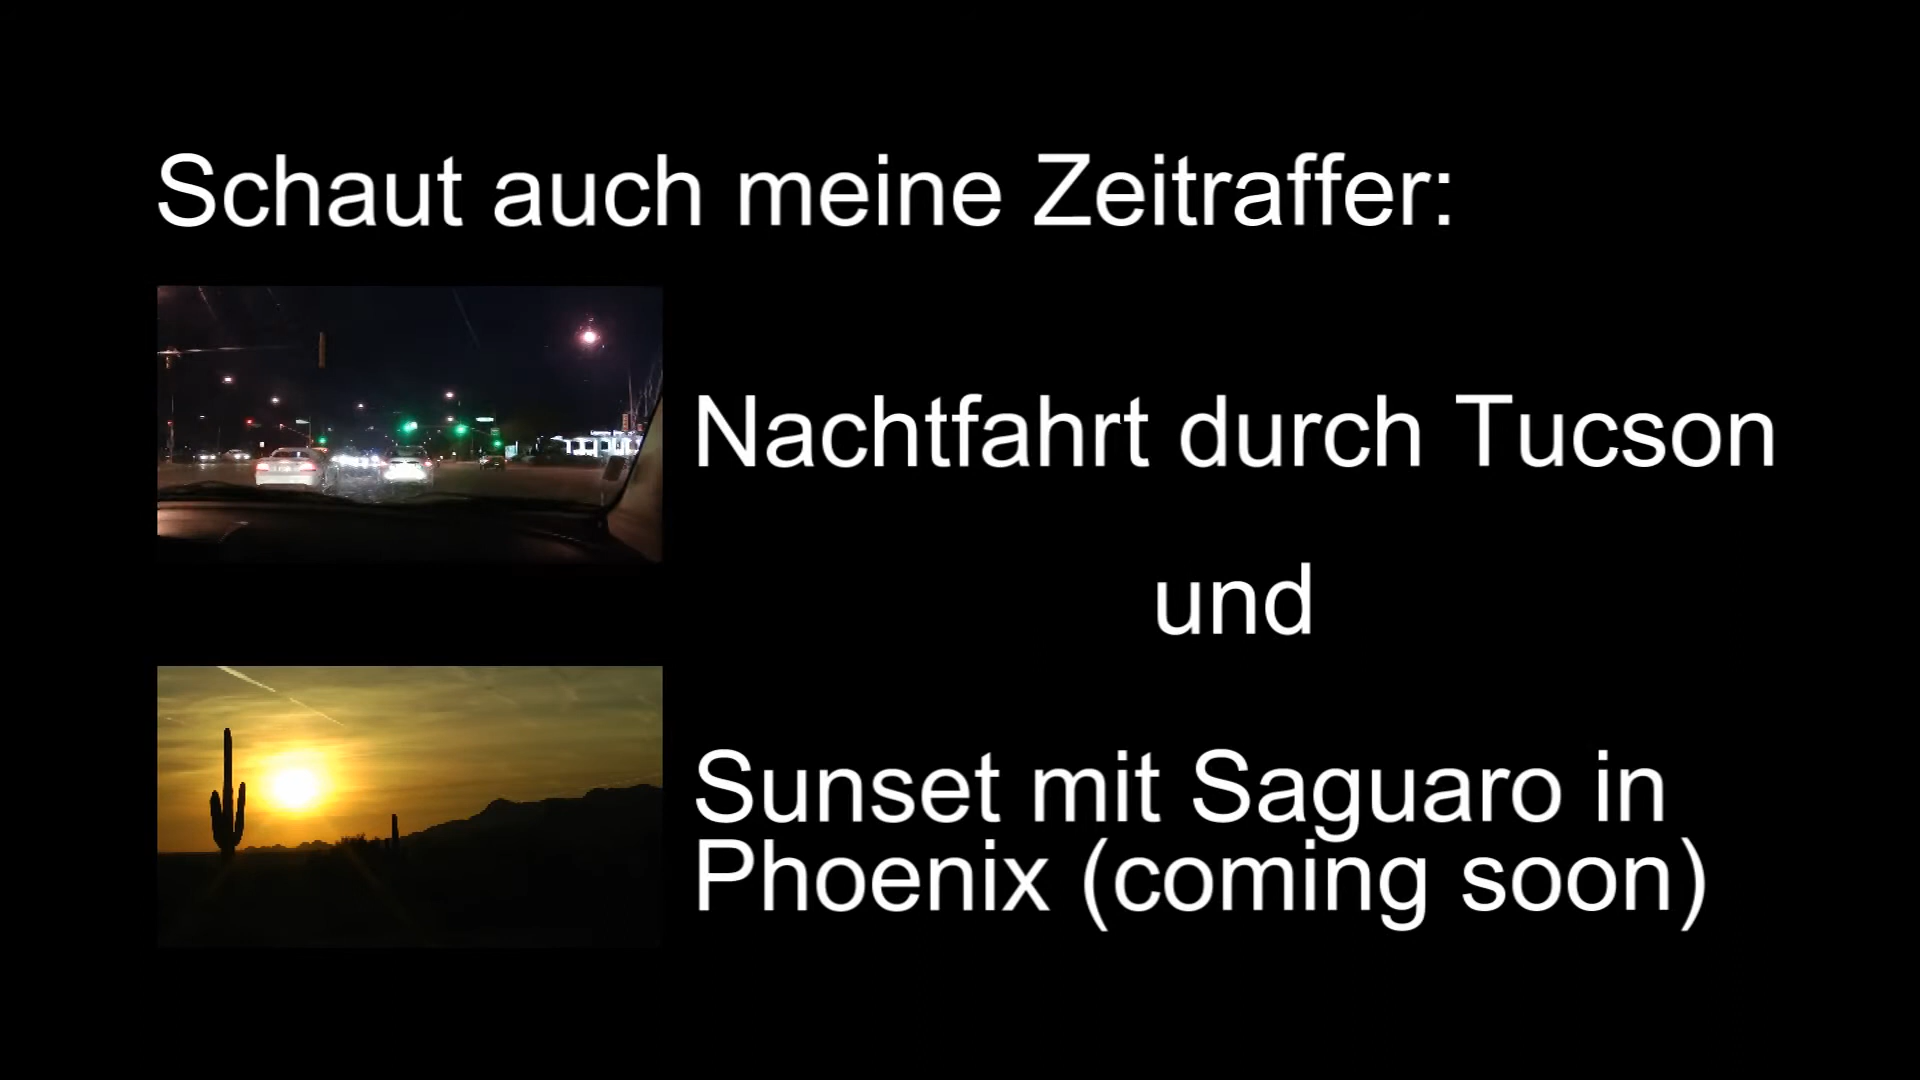 Schaut auch meine Zeitraffer:
Nachtfahrt durch Tucson
und
Sunset mit Saguaro in
Phoenix (coming soon)